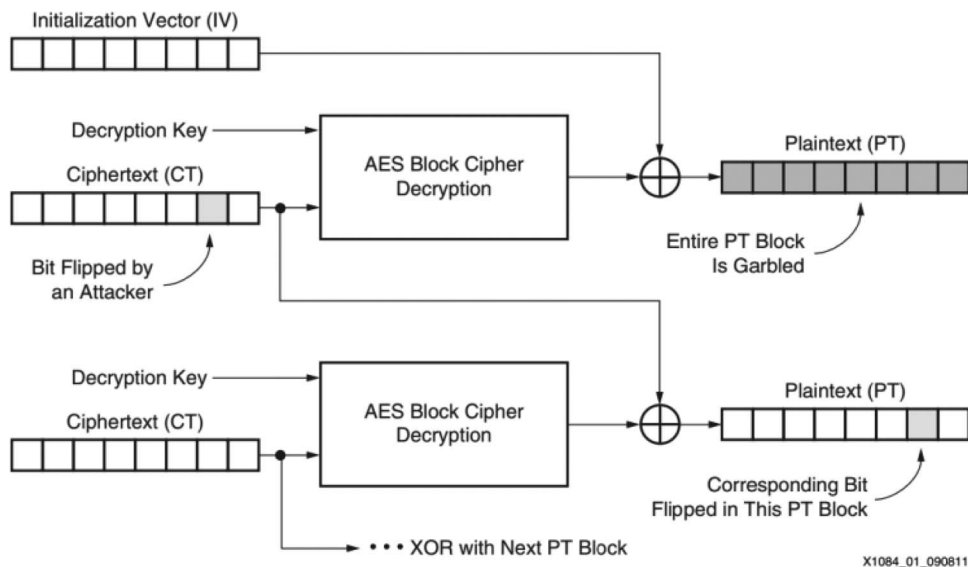 Initialization Vector (IV)
Decryption Key
AES Block Cipher
Decryption
Ciphertext (CT)
Plaintext (PT)
Bit Flipped by
an Attacker
Entire PT Block
Is Garbled
Decryption Key
AES Block Cipher
Decryption
Ciphertext (CT)
Plaintext (PT)
Corresponding Bit
Flipped in This PT Block
••• XOR with Next PT Block
X1084_01_090811